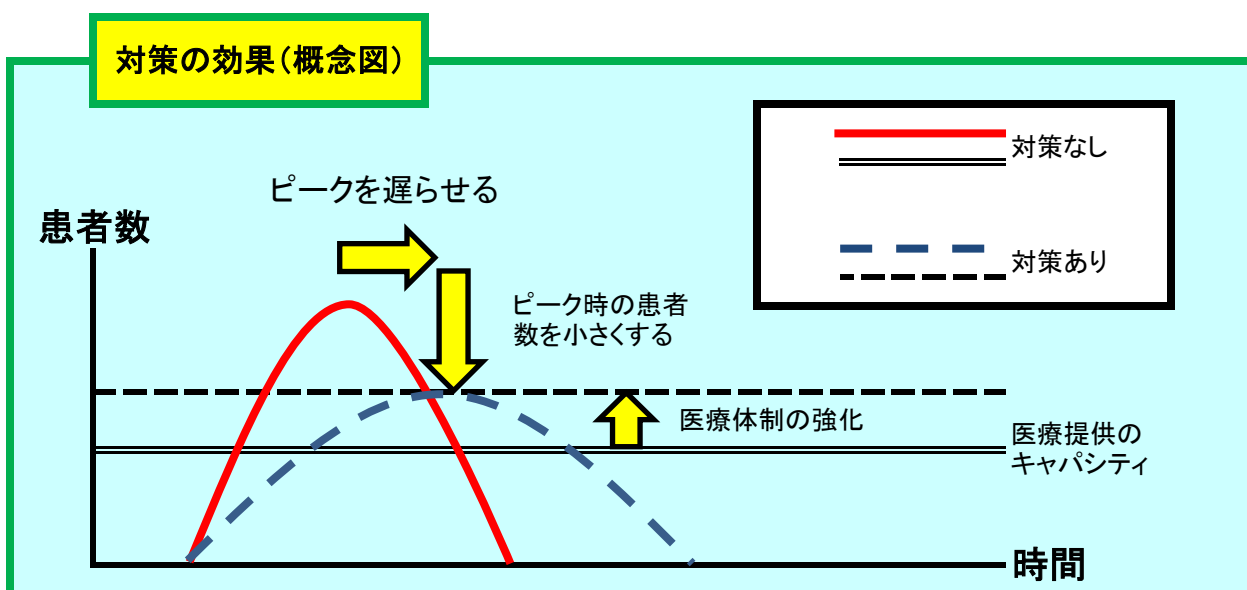 対策の効果（概念図）
対策なし
対策あり
ピークを遅らせる
患者数
ピーク時の患者
数を小さくする
医療体制の強化
医療提供の
キャパシティ
時間